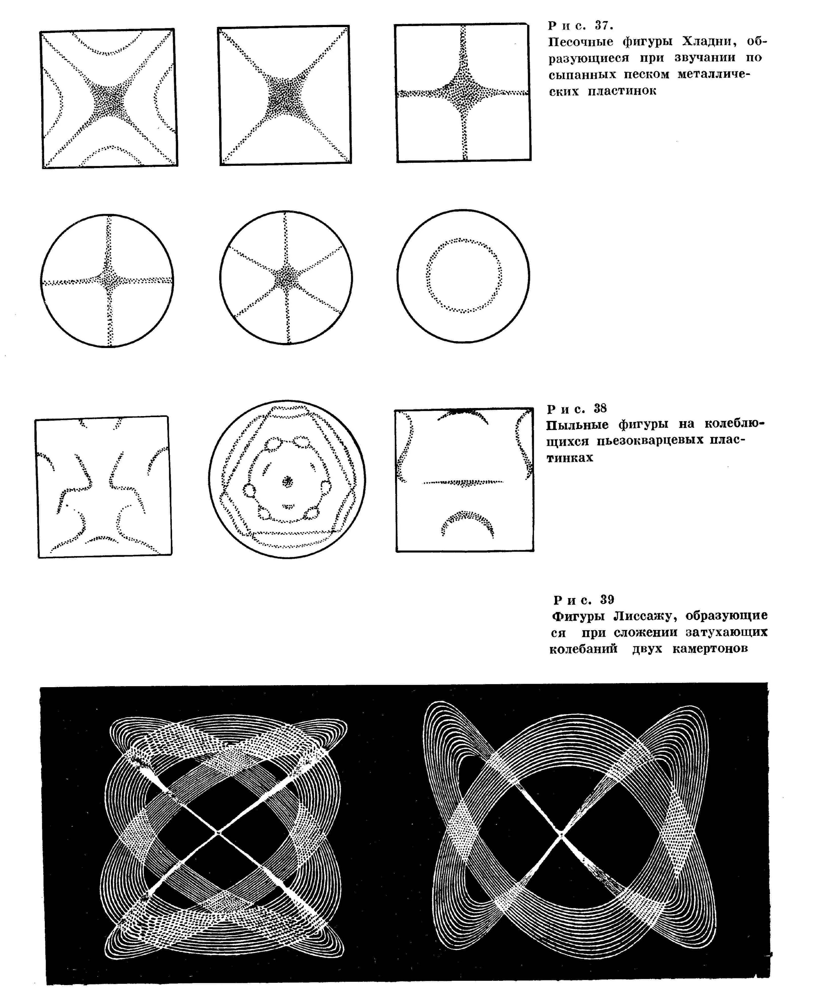 Рис. 37.
Песочные фигуры Хладни, об-
разующиеся при звучании по
сыпанных песком металличе-
ских пластинок
Рис. 38
Пыльные фигуры на колеблю-
щихся пьезокварцевых плас-
тинках
Рис. 39
Фигуры Лиссажу, образующие
ся при сложении затухающих
колебаний двух камертонов